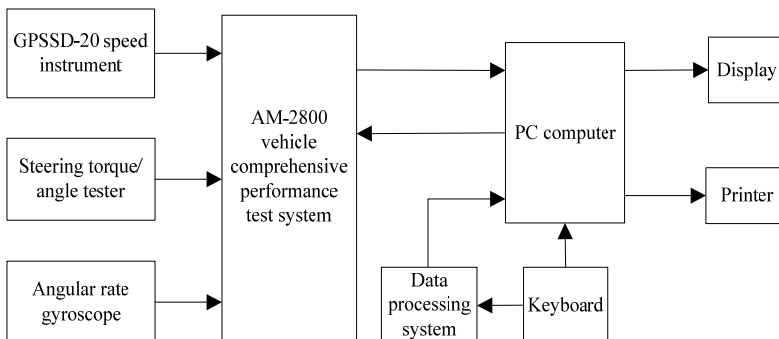 GPSSD-20 speed
instrument
Steering torque/
angle tester
Angular rate
gyroscope
AM-2800
vehicle
comprehensive
performance
test system
PC computer
Display
Printer
Data
processing
system
Keyboard